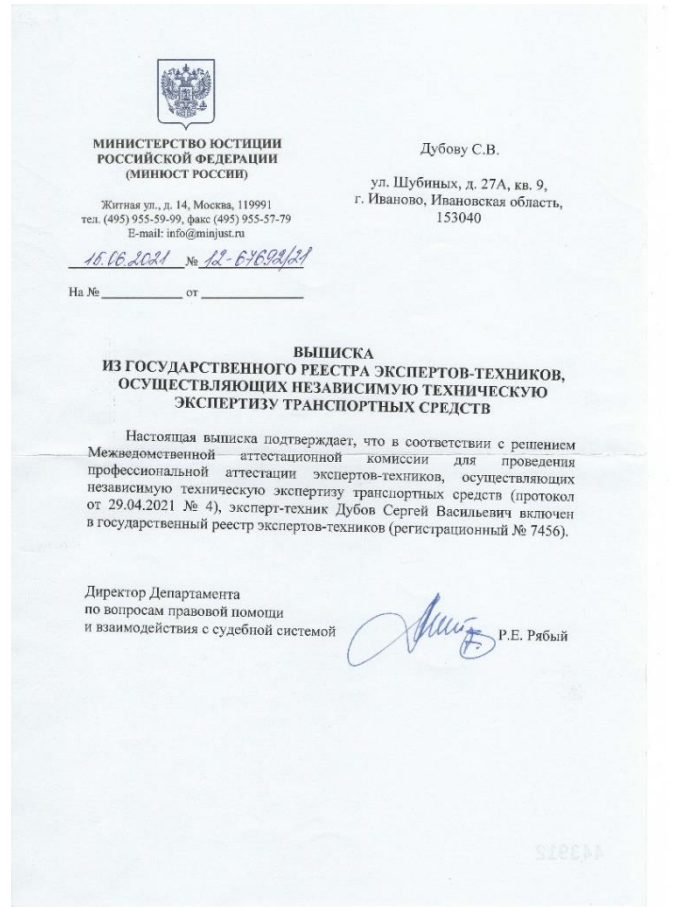 МИНИСТЕРСТВО ЮСТИЦИИ
РОССИЙСКОЙ ФЕДЕРАЦИИ
(МИНЮСТ РОССИИ)
Житная ул., д. 14, Москва, 119991
тел. (495) 955-59-99, факс (495) 955-57-79
E-mail: info@minjust.ru
15.06.2021 № 12-67692/21
На № от
Дубову С.В.
ул. Шубиных, д. 27А, кв. 9,
г. Иваново, Ивановская область,
153040
ВЫПИСКА
ИЗ ГОСУДАРСТВЕННОГО РЕЕСТРА ЭКСПЕРТОВ-ТЕХНИКОВ,
ОСУЩЕСТВЛЯЮЩИХ НЕЗАВИСИМУЮ ТЕХНИЧЕСКУЮ
ЭКСПЕРТИЗУ ТРАНСПОРТНЫХ СРЕДСТВ
Настоящая выписка подтверждает, что в соответствии с решением
Межведомственной аттестационной комиссии для проведения
профессиональной аттестации экспертов-техников, осуществляющих
независимую техническую экспертизу транспортных средств (протокол
от 29.04.2021 № 4), эксперт-техник Дубов Сергей Васильевич включен
в государственный реестр экспертов-техников (регистрационный № 7456).
Директор Департамента
по вопросам правовой помощи
и взаимодействия с судебной системой
Р.Е. Рябый
443912